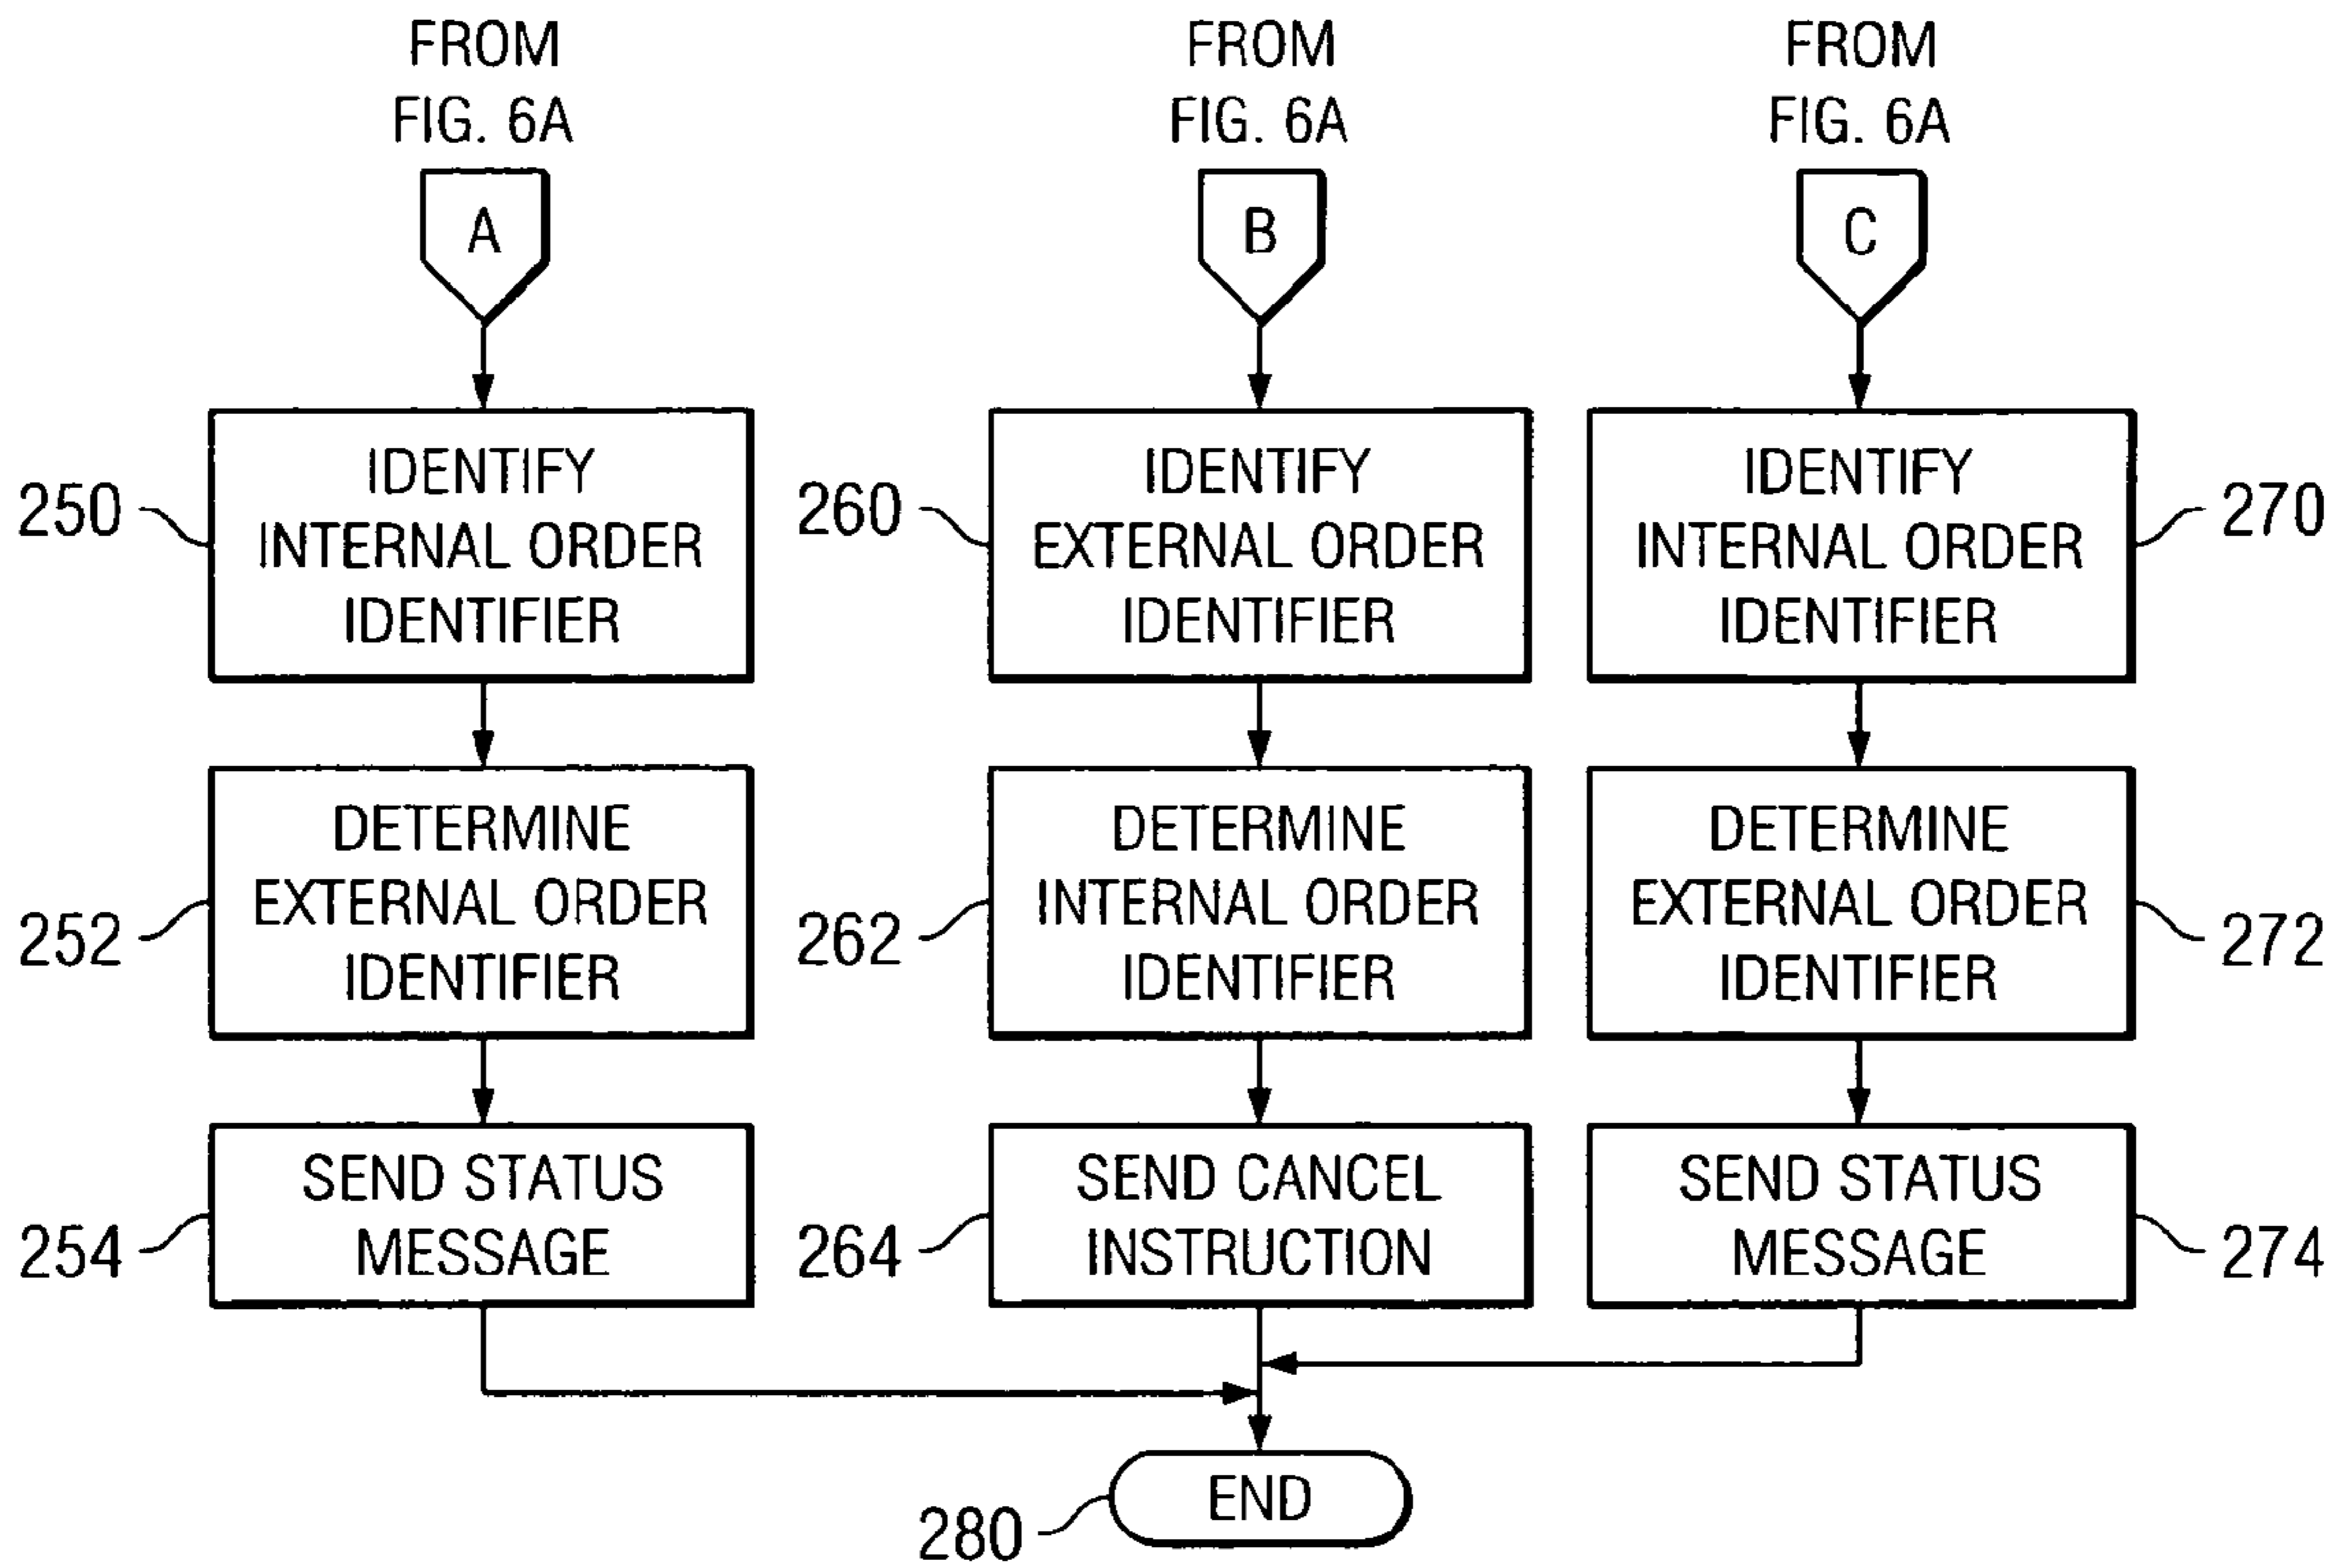 FROM
FIG. 6A
A
FROM
FIG. 6A
B
FROM
FIG. 6A
C
250
IDENTIFY
INTERNAL ORDER
IDENTIFIER
260
IDENTIFY
EXTERNAL ORDER
IDENTIFIER
IDENTIFY
INTERNAL ORDER
IDENTIFIER
270
252
DETERMINE
EXTERNAL ORDER
IDENTIFIER
262
DETERMINE
INTERNAL ORDER
IDENTIFIER
DETERMINE
EXTERNAL ORDER
IDENTIFIER
272
254
SEND STATUS
MESSAGE
264
SEND CANCEL
INSTRUCTION
SEND STATUS
MESSAGE
274
280
END